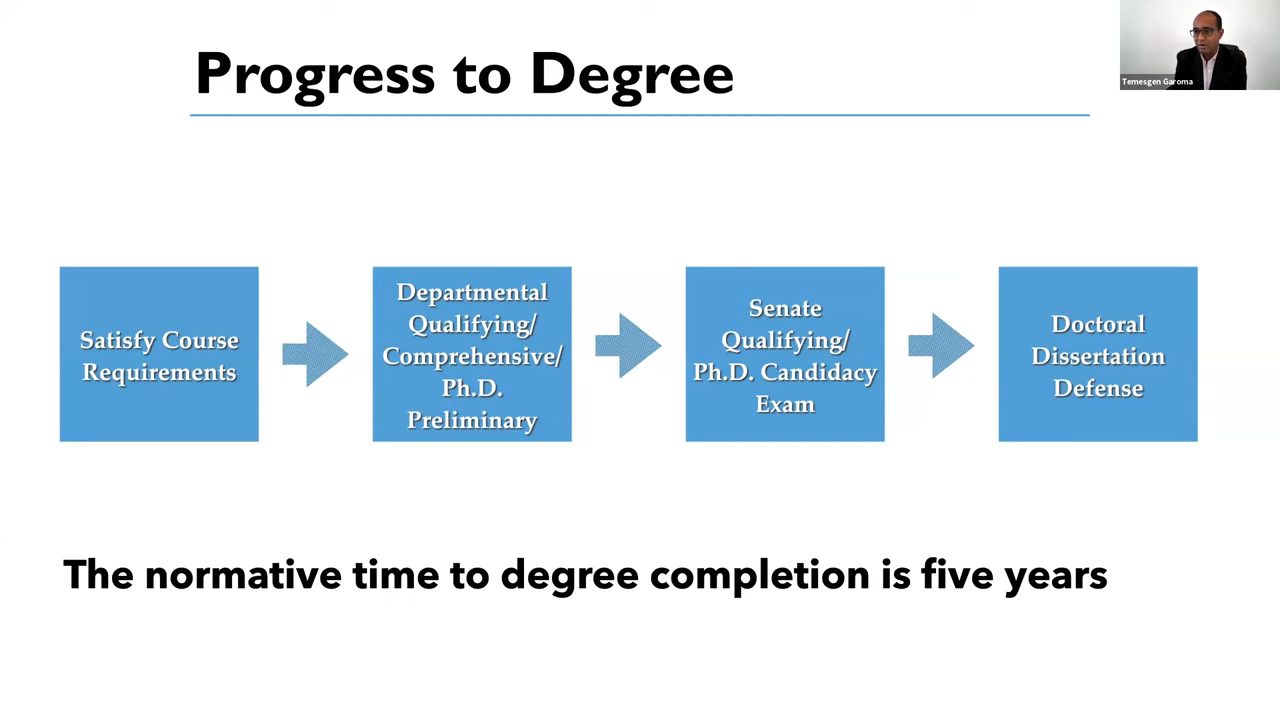 Progress to Degree
Temesgen Garoma
Satisfy Course
Requirements
Departmental
Qualifying/
Comprehensive/
Ph.D.
Preliminary
Senate
Qualifying/
Ph.D. Candidacy
Exam
Doctoral
Dissertation
Defense
The normative time to degree completion is five years